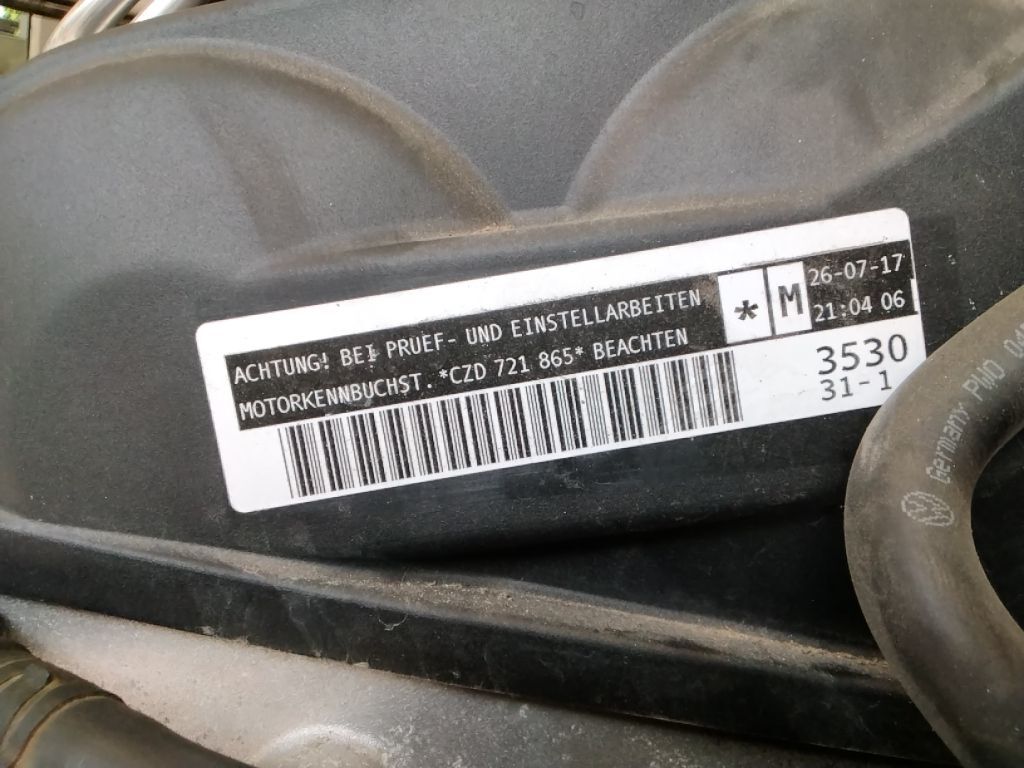 ACHTUNG! BEI PRUEF- UND EINSTELLARBEITEN
MOTORKENNBUCHST. *CZD 721 865* BEACHTEN
* M
26-07-17
21:04 06
3530
31-1
Germany PWO